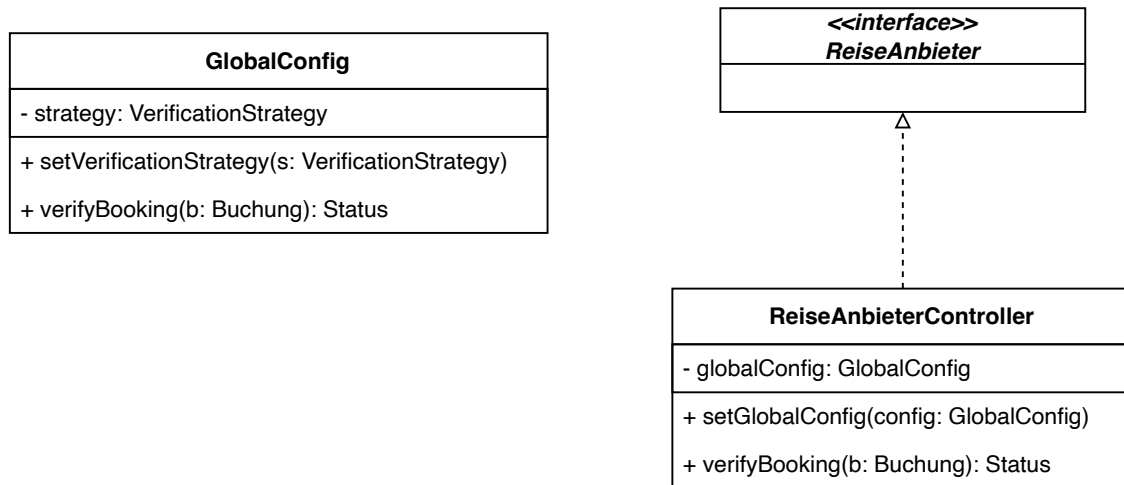 GlobalConfig
- strategy: VerificationStrategy
+ setVerificationStrategy(s: VerificationStrategy)
+ verifyBooking(b: Buchung): Status
<<interface>>
ReiseAnbieter
ReiseAnbieterController
- globalConfig: GlobalConfig
+ setGlobalConfig(config: GlobalConfig)
+ verifyBooking(b: Buchung): Status